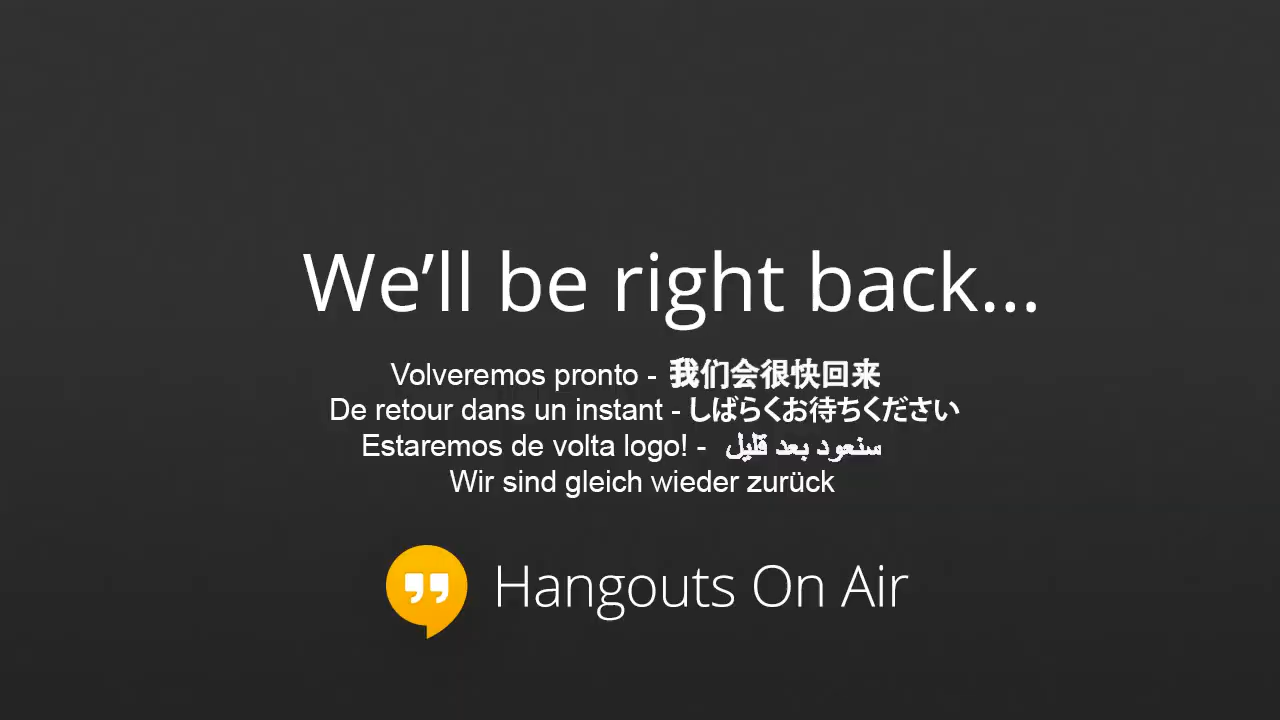 We’ll be right back...
Volveremos pronto - 我们会很快回来
De retour dans un instant - しばらくお待ちください
Estaremos de volta logo! - سنعود بعد قليل
Wir sind gleich wieder zurück
Hangouts On Air